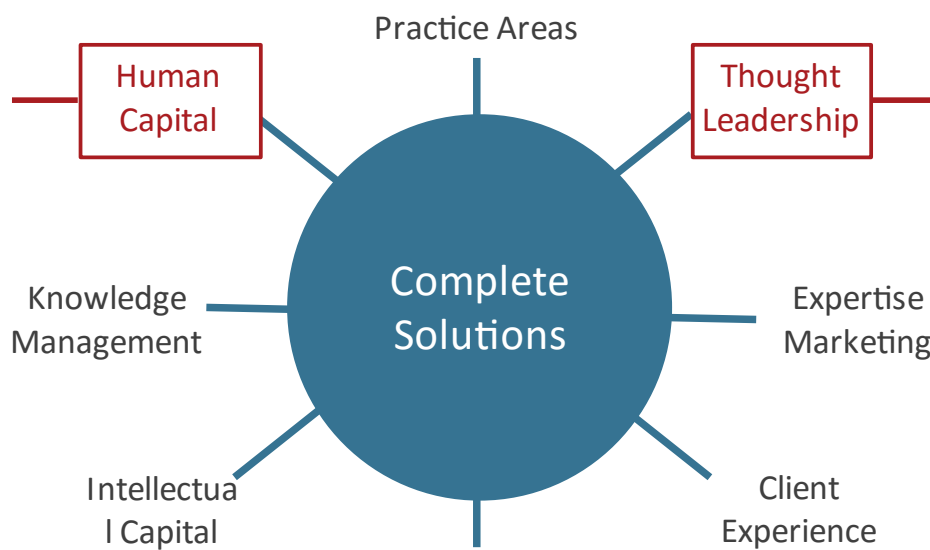 Practice Areas
Human
Capital
Thought
Leadership
Complete
Solutions
Knowledge
Management
Expertise
Marketing
Intellectua
l Capital
Client
Experience